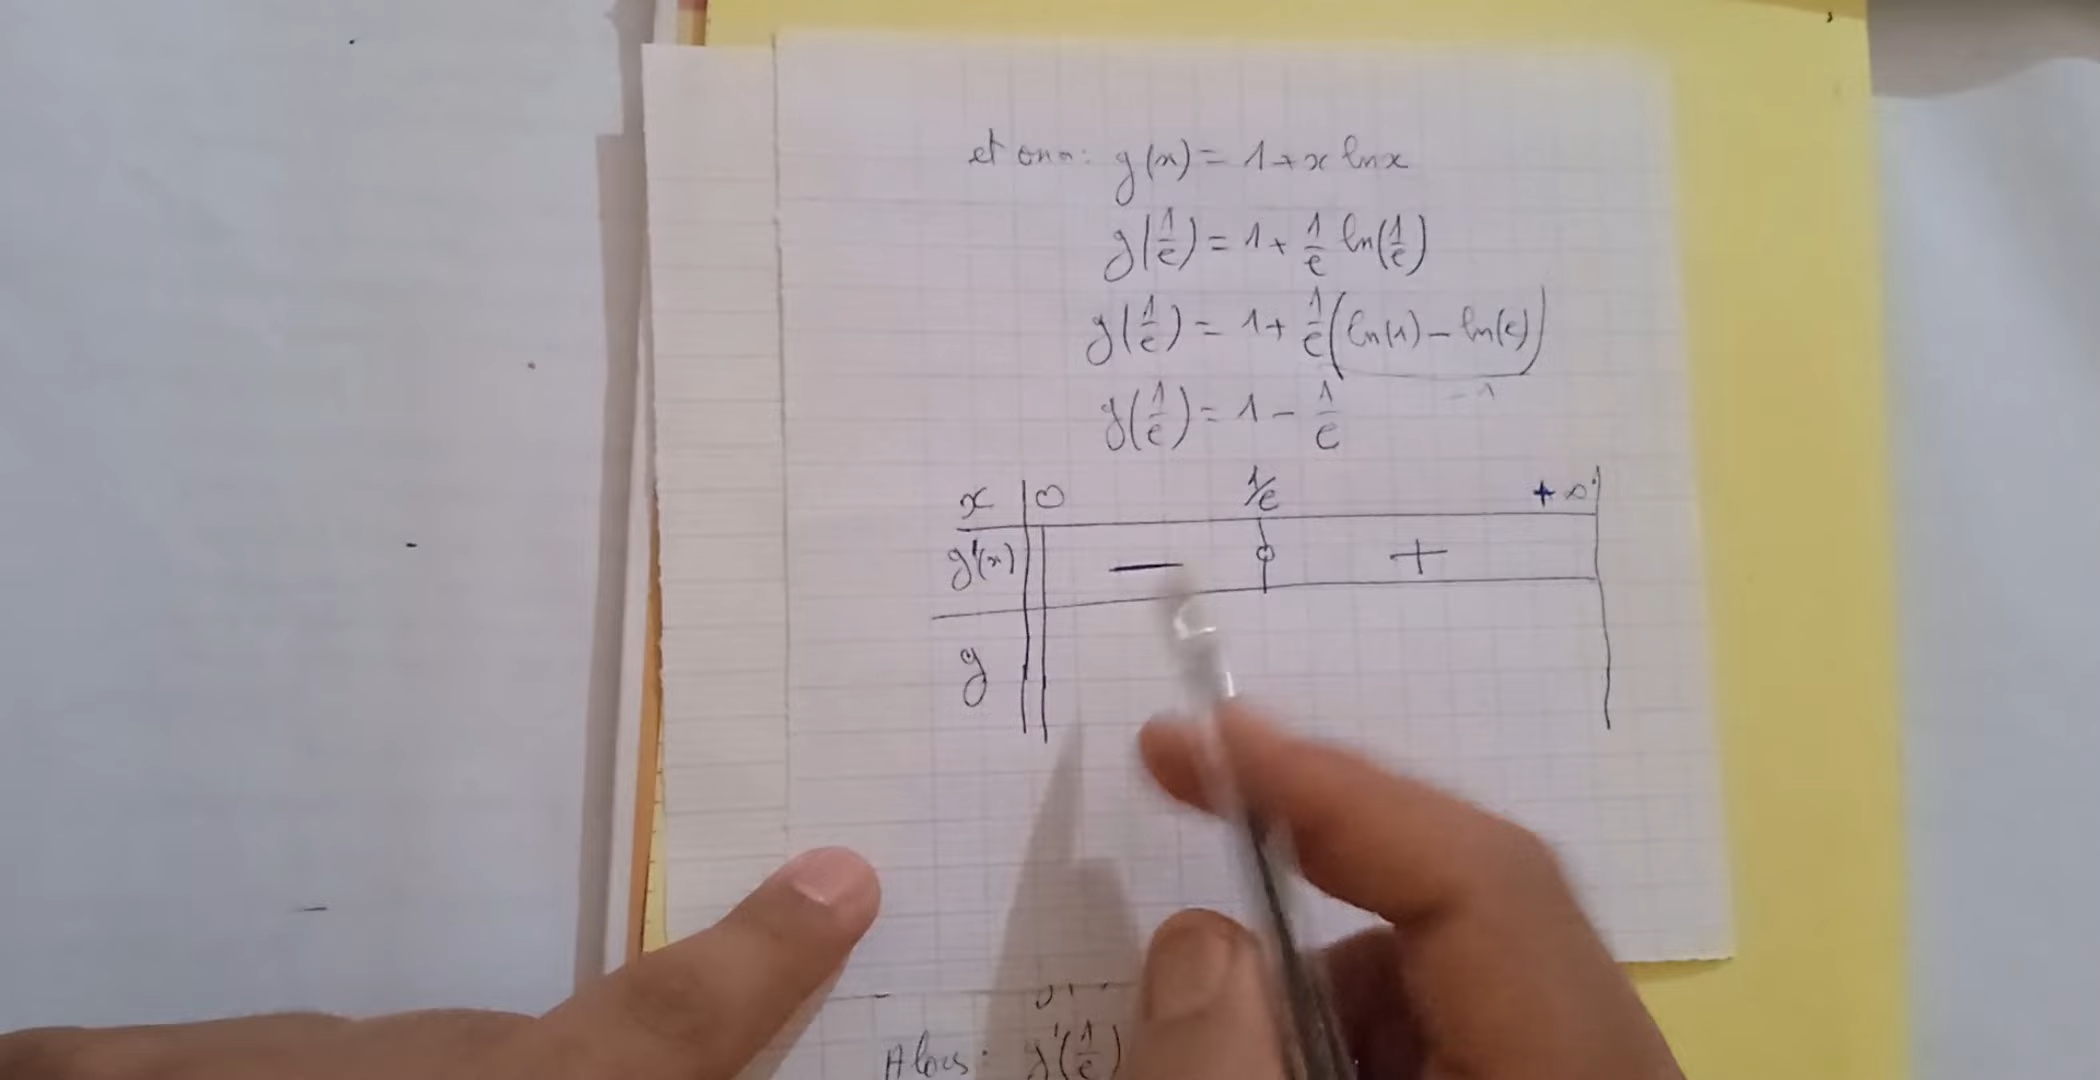 et on a: g(x) = 1 + x ln x
g(1/e) = 1 + 1/e ln(1/e)
g(1/e) = 1 + 1/e (ln(1) - ln(e))
-1
g(1/e) = 1 - 1/e
x 0 1/e +∞
g'(x) — 0 +
g
Alors: g'(1/e)